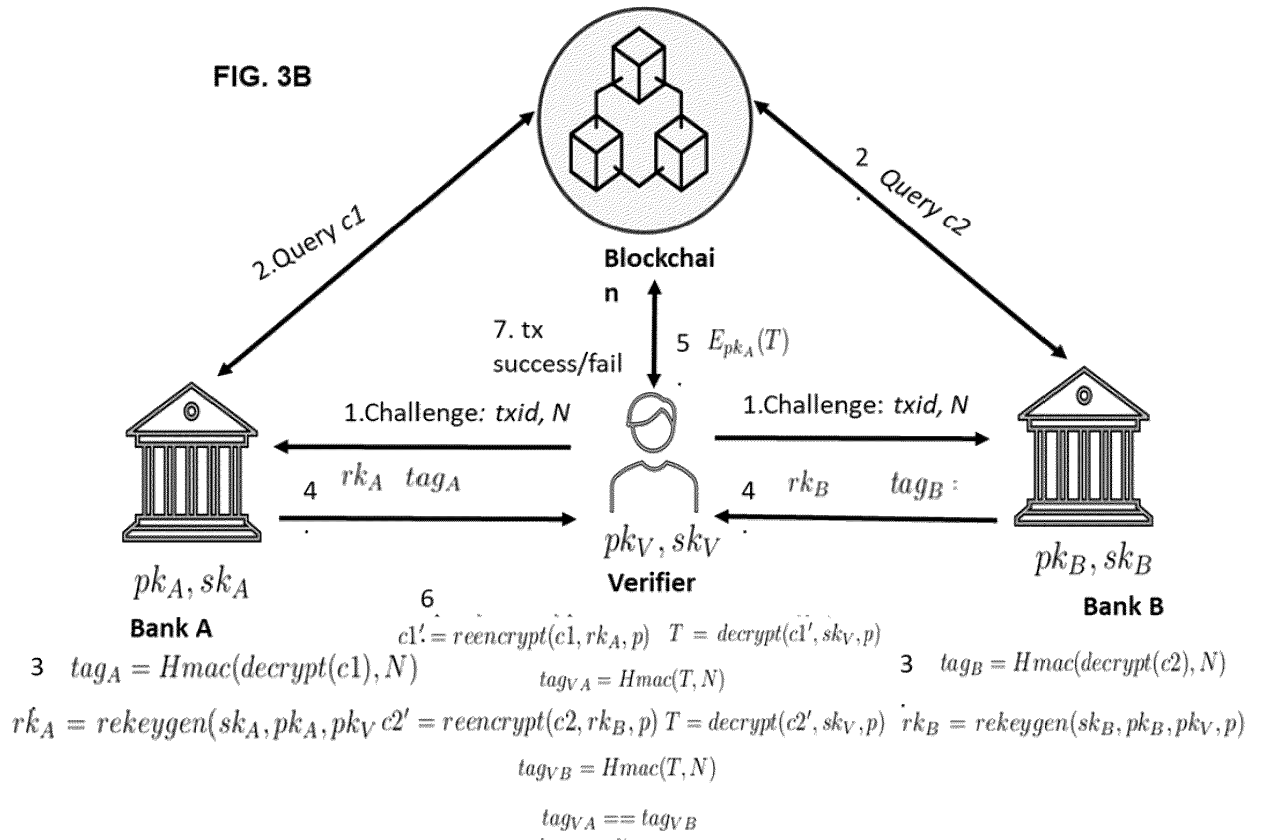 FIG. 3B
2.Query c1
2 Query c2
.
Blockchai
n
7. tx
success/fail
5 E_{pk_A}(T)
.
1.Challenge: txid, N
1.Challenge: txid, N
4 rk_A tag_A
.
4 rk_B tag_B :
.
pk_V, sk_V
Verifier
pk_A, sk_A
Bank A
pk_B, sk_B
Bank B
6
c1′ = reencrypt(c1, rk_A, p) T = decrypt(c1′, sk_V, p)
3 tag_A = Hmac(decrypt(c1), N)
tag_{VA} = Hmac(T, N)
3 tag_B = Hmac(decrypt(c2), N)
rk_A = rekeygen(sk_A, pk_A, pk_V
c2′ = reencrypt(c2, rk_B, p) T = decrypt(c2′, sk_V, p)
rk_B = rekeygen(sk_B, pk_B, pk_V, p)
tag_{VB} = Hmac(T, N)
tag_{VA} == tag_{VB}